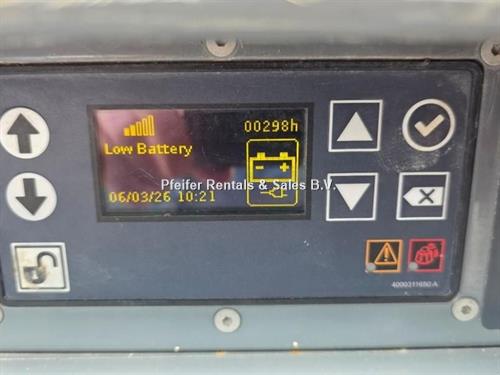 00298h
Low Battery
Pfeifer Rentals & Sales B.V.
06/03/26 10:21
4000311650 A